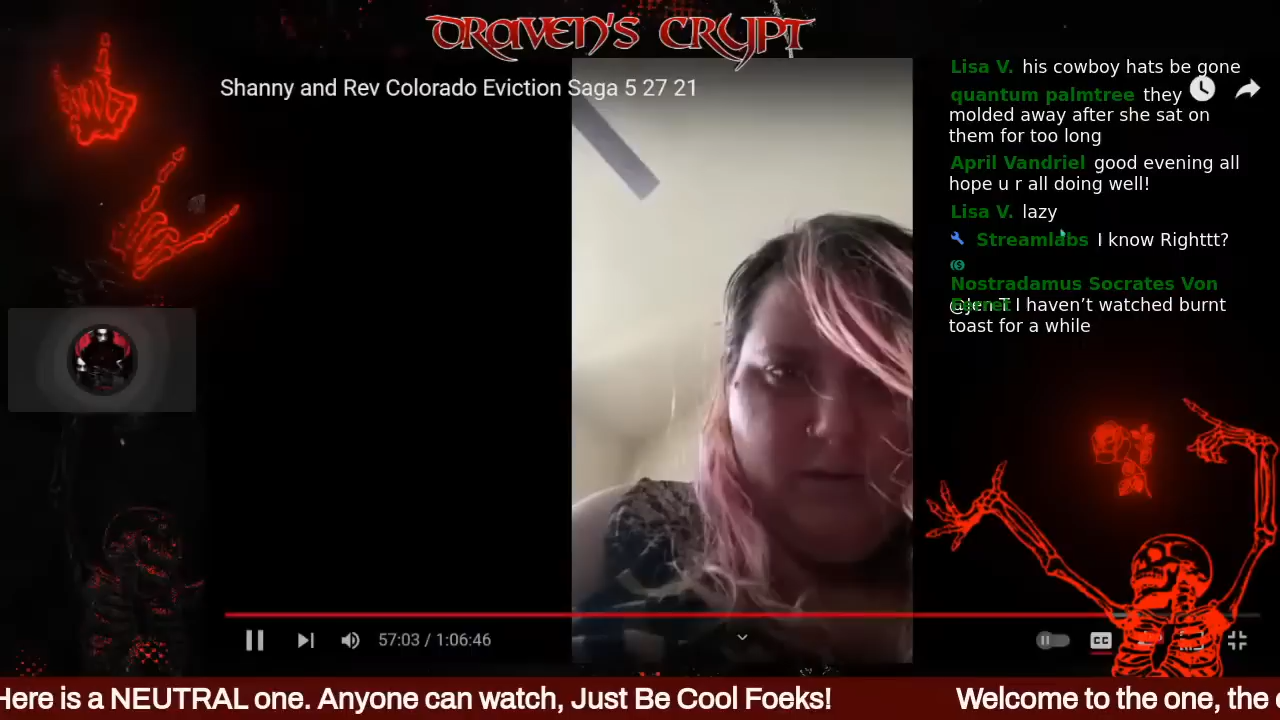 DRAVEN'S CRYPT
Shanny and Rev Colorado Eviction Saga 5 27 21
Lisa V. his cowboy hats be gone
quantum palmtree they
molded away after she sat on
them for too long
April Vandriel good evening all
hope u r all doing well!
Lisa V. lazy
Streamlabs I know Righttt?
Nostradamus Socrates Von
Ferret
@Jen T I haven't watched burnt
toast for a while
57:03 / 1:06:46
CC
Here is a NEUTRAL one. Anyone can watch, Just Be Cool Foeks!
Welcome to the one, the